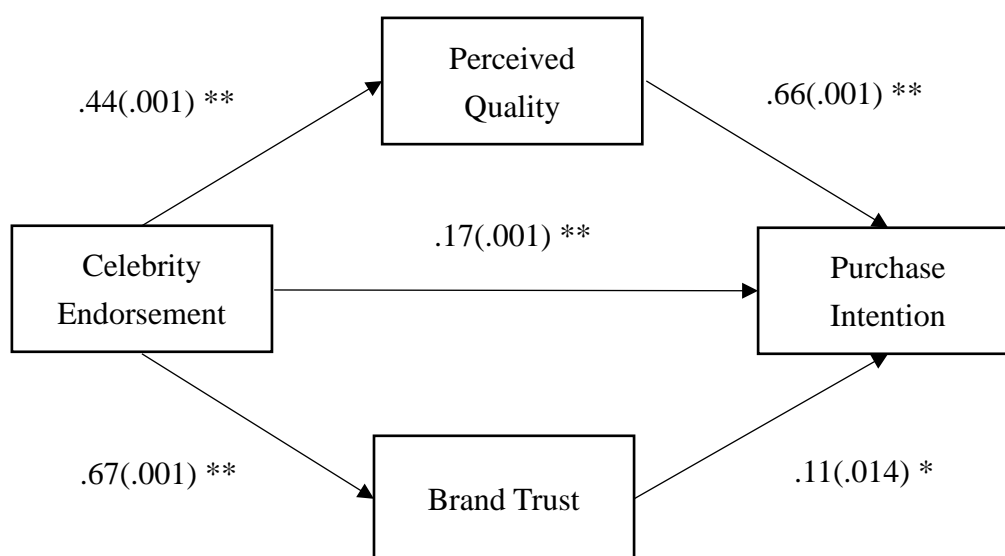 Perceived
Quality
.44(.001) **
.66(.001) **
.17(.001) **
Celebrity
Endorsement
Purchase
Intention
.67(.001) **
Brand Trust
.11(.014) *